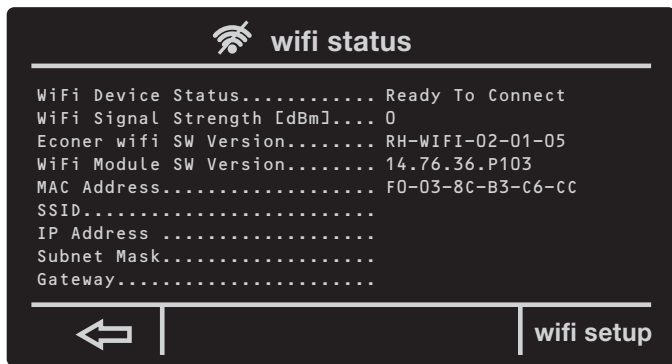 wifi status
WiFi Device Status............ Ready To Connect
WiFi Signal Strength [dBm].... 0
Econer wifi SW Version........ RH-WIFI-02-01-05
WiFi Module SW Version........ 14.76.36.P103
MAC Address................... F0-03-8C-B3-C6-CC
SSID..........................
IP Address ...................
Subnet Mask...................
Gateway.......................
wifi setup